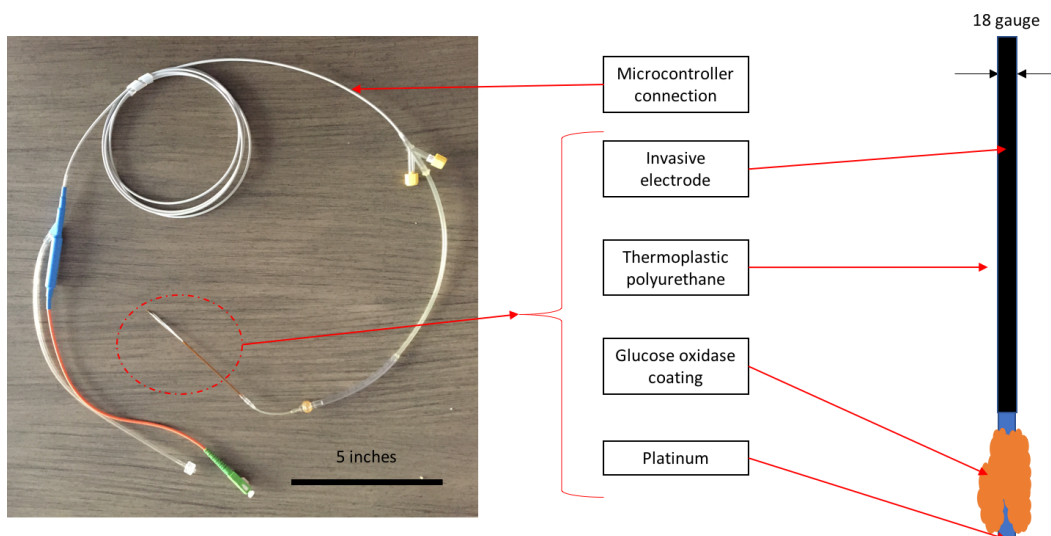 18 gauge
Microcontroller
connection
Invasive
electrode
Thermoplastic
polyurethane
Glucose oxidase
coating
5 inches
Platinum